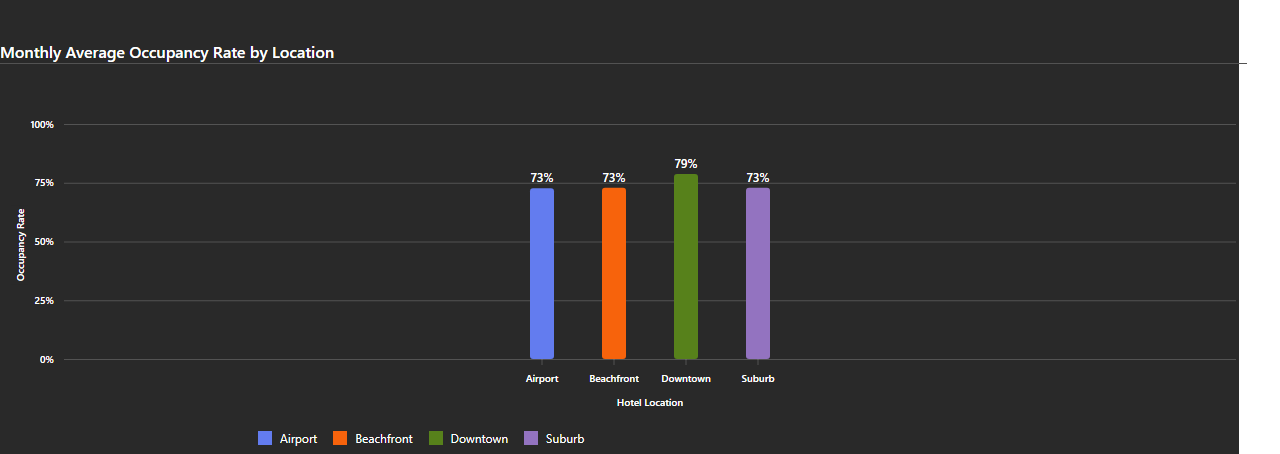 Monthly Average Occupancy Rate by Location
100%
75%
50%
25%
0%
Occupancy Rate
73%
73%
79%
73%
Airport
Beachfront
Downtown
Suburb
Hotel Location
Airport
Beachfront
Downtown
Suburb